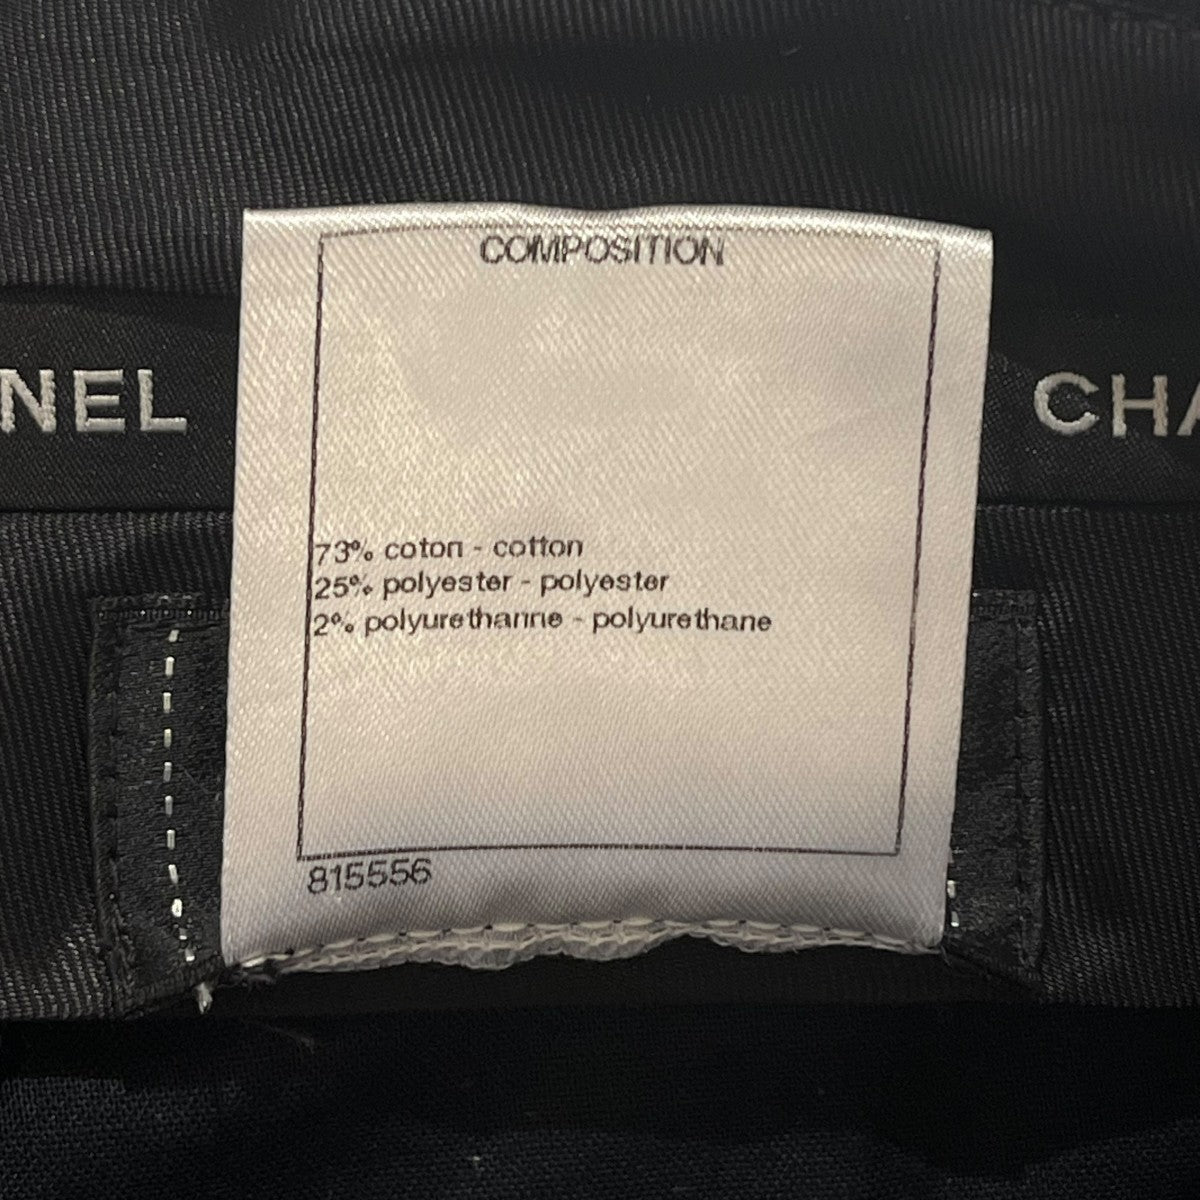 COMPOSITION
NEL
CHA
73% coton - cotton
25% polyester - polyester
2% polyurethanne - polyurethane
815556